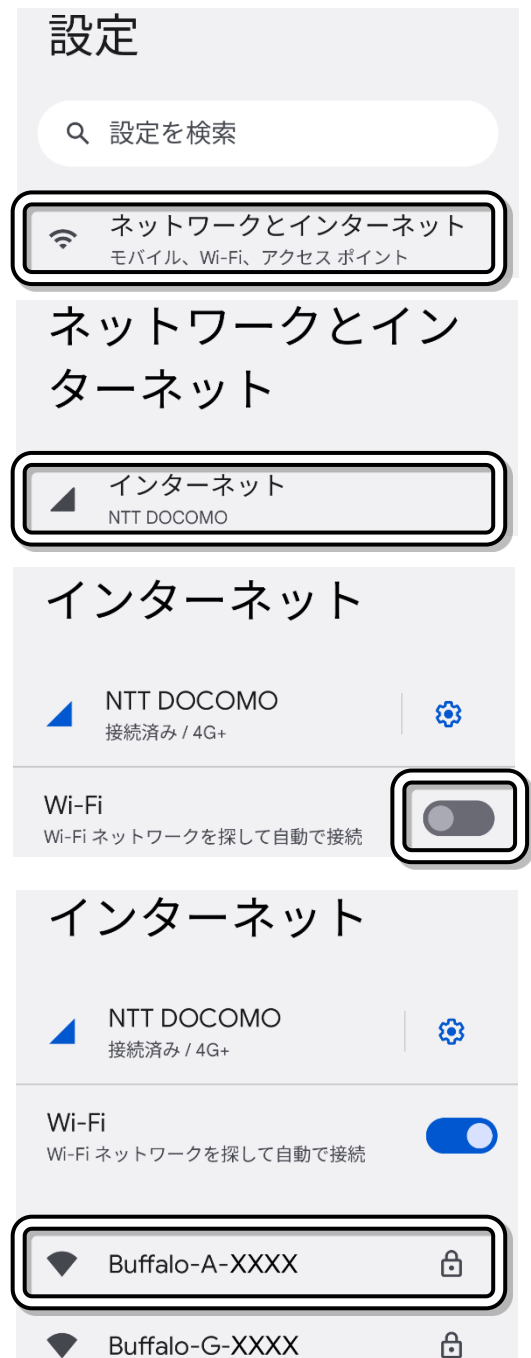 設定
設定を検索
ネットワークとインターネット
モバイル、Wi-Fi、アクセス ポイント
ネットワークとイン
ターネット
インターネット
NTT DOCOMO
インターネット
NTT DOCOMO
接続済み / 4G+
Wi-Fi
Wi-Fi ネットワークを探して自動で接続
インターネット
NTT DOCOMO
接続済み / 4G+
Wi-Fi
Wi-Fi ネットワークを探して自動で接続
Buffalo-A-XXXX
Buffalo-G-XXXX